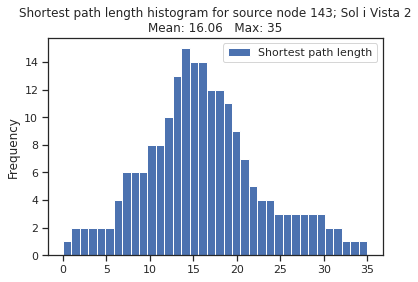 Shortest path length histogram for source node 143; Sol i Vista 2
Mean: 16.06 Max: 35
Shortest path length
Frequency
14
12
10
8
6
4
2
0
0 5 10 15 20 25 30 35